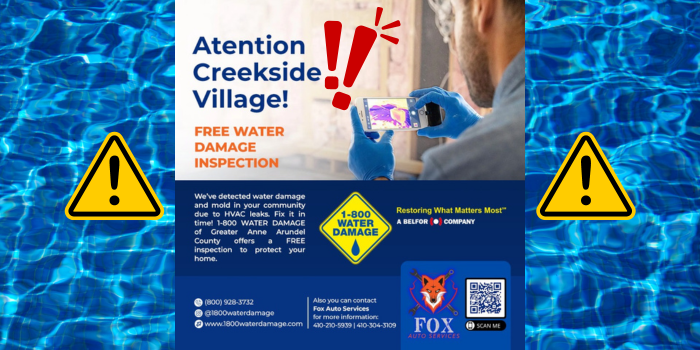 Atention
Creekside
Village!
FREE WATER
DAMAGE
INSPECTION
We've detected water damage
and mold in your community
due to HVAC leaks. Fix it in
time! 1-800 WATER DAMAGE
of Greater Anne Arundel
County offers a FREE
inspection to protect your
home.
1-800
WATER
DAMAGE
Restoring What Matters Most™
A BELFOR COMPANY
(800) 928-3732
@1800waterdamage
www.1800waterdamage.com
Also you can contact
Fox Auto Services
for more information:
410-210-5939 | 410-304-3109
FOX
AUTO SERVICES
SCAN ME